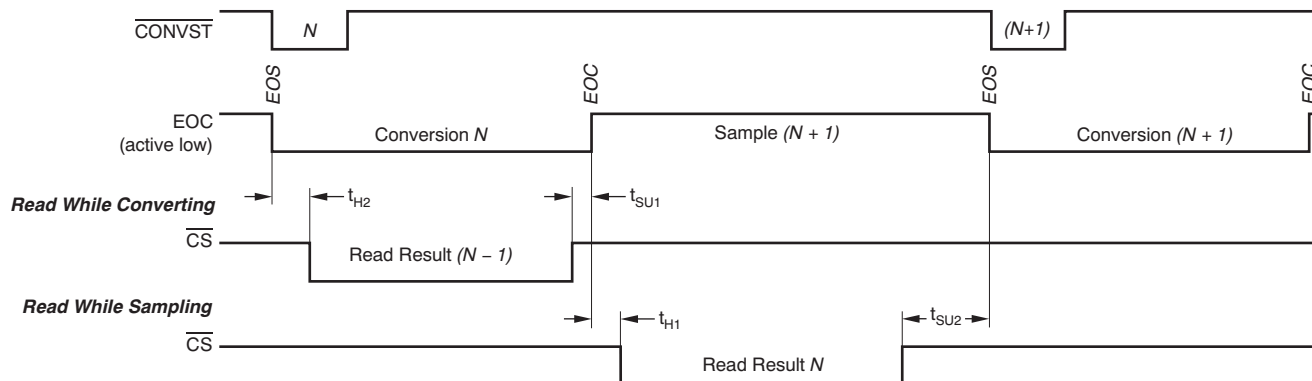 CONVST
N
(N+1)
EOS
EOC
EOS
EOC
EOC
(active low)
Conversion N
Sample (N + 1)
Conversion (N + 1)
Read While Converting
tH2
tSU1
CS
Read Result (N − 1)
Read While Sampling
tH1
tSU2
CS
Read Result N